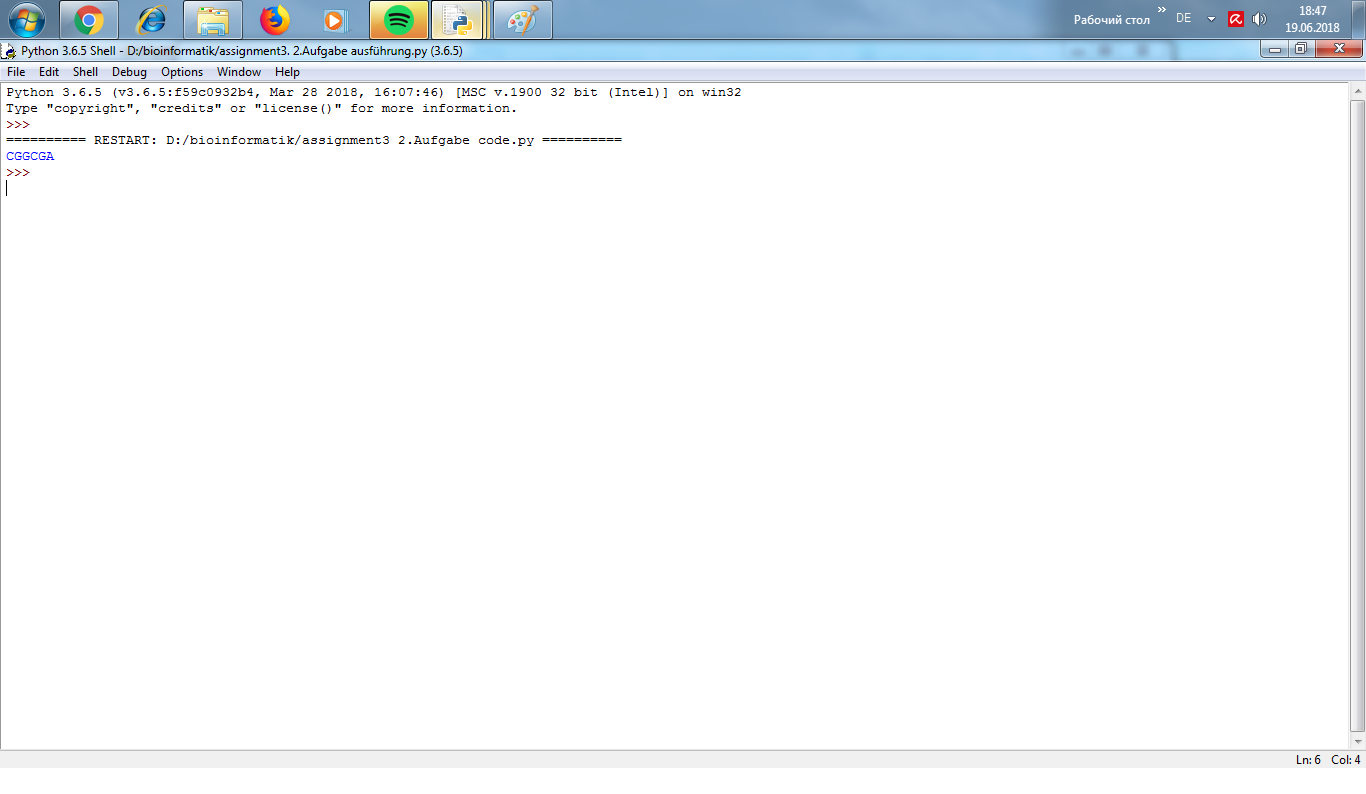 Рабочий стол » DE 18:47
19.06.2018
Python 3.6.5 Shell - D:/bioinformatik/assignment3. 2.Aufgabe ausführung.py (3.6.5)
File Edit Shell Debug Options Window Help
Python 3.6.5 (v3.6.5:f59c0932b4, Mar 28 2018, 16:07:46) [MSC v.1900 32 bit (Intel)] on win32
Type "copyright", "credits" or "license()" for more information.
>>>
========== RESTART: D:/bioinformatik/assignment3 2.Aufgabe code.py ==========
CGGCGA
>>>
Ln: 6 Col: 4